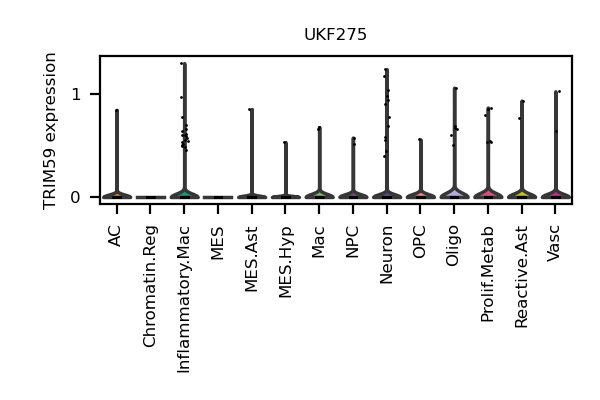 UKF275
TRIM59 expression
1
0
AC
Chromatin.Reg
Inflammatory.Mac
MES
MES.Ast
MES.Hyp
Mac
NPC
Neuron
OPC
Oligo
Prolif.Metab
Reactive.Ast
Vasc